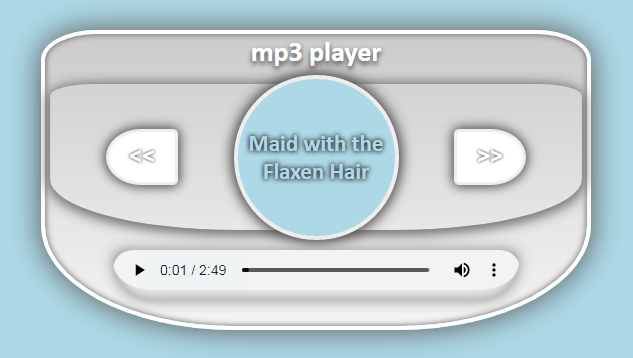 mp3 player
<<
Maid with the
Flaxen Hair
>>
0:01 / 2:49